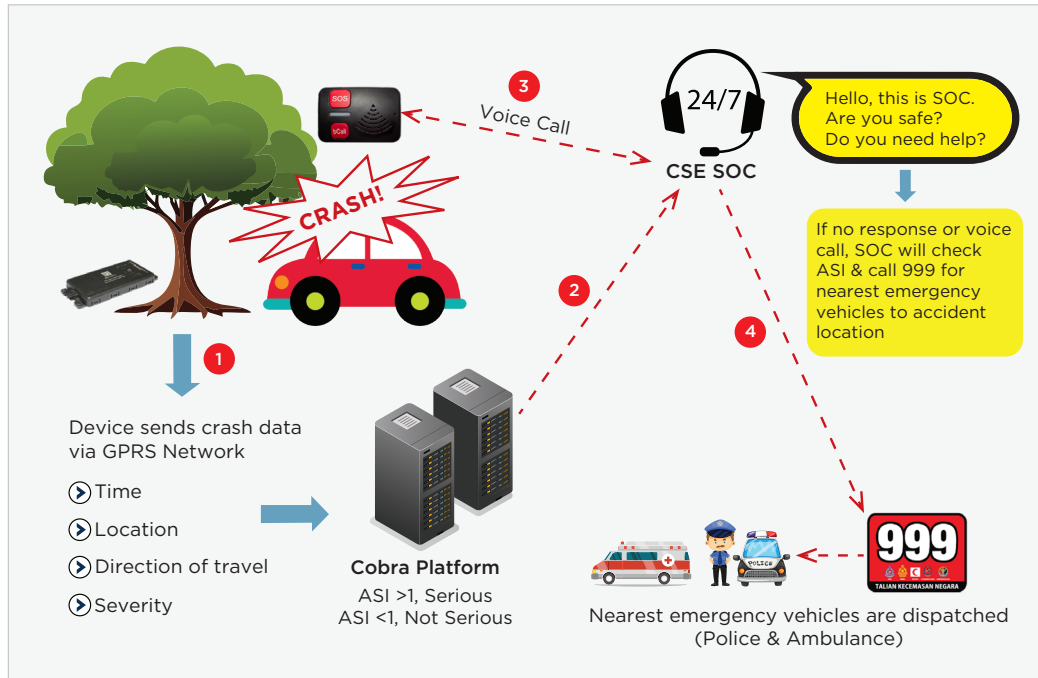 SOS
bCall
3
Voice Call
24/7
CSE SOC
Hello, this is SOC.
Are you safe?
Do you need help?
CRASH!
If no response or voice
call, SOC will check
ASI & call 999 for
nearest emergency
vehicles to accident
location
2
4
1
Device sends crash data
via GPRS Network
Time
Location
Direction of travel
Severity
Cobra Platform
ASI >1, Serious
ASI <1, Not Serious
POLICE
999
TALIAN KECEMASAN NEGARA
Nearest emergency vehicles are dispatched
(Police & Ambulance)